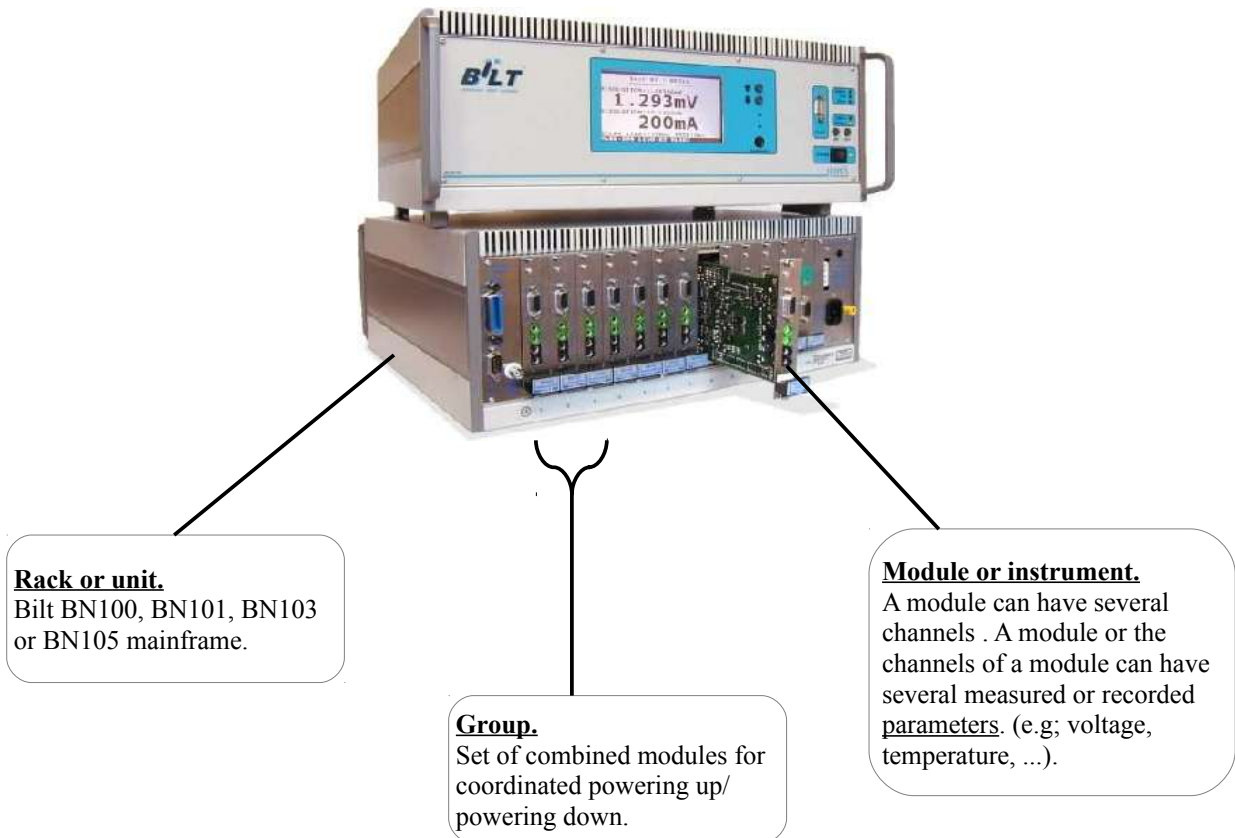 BILT
1.293mV
200mA
Rack or unit.
Bilt BN100, BN101, BN103
or BN105 mainframe.
Group.
Set of combined modules for
coordinated powering up/
powering down.
Module or instrument.
A module can have several
channels . A module or the
channels of a module can have
several measured or recorded
parameters. (e.g; voltage,
temperature, ...).